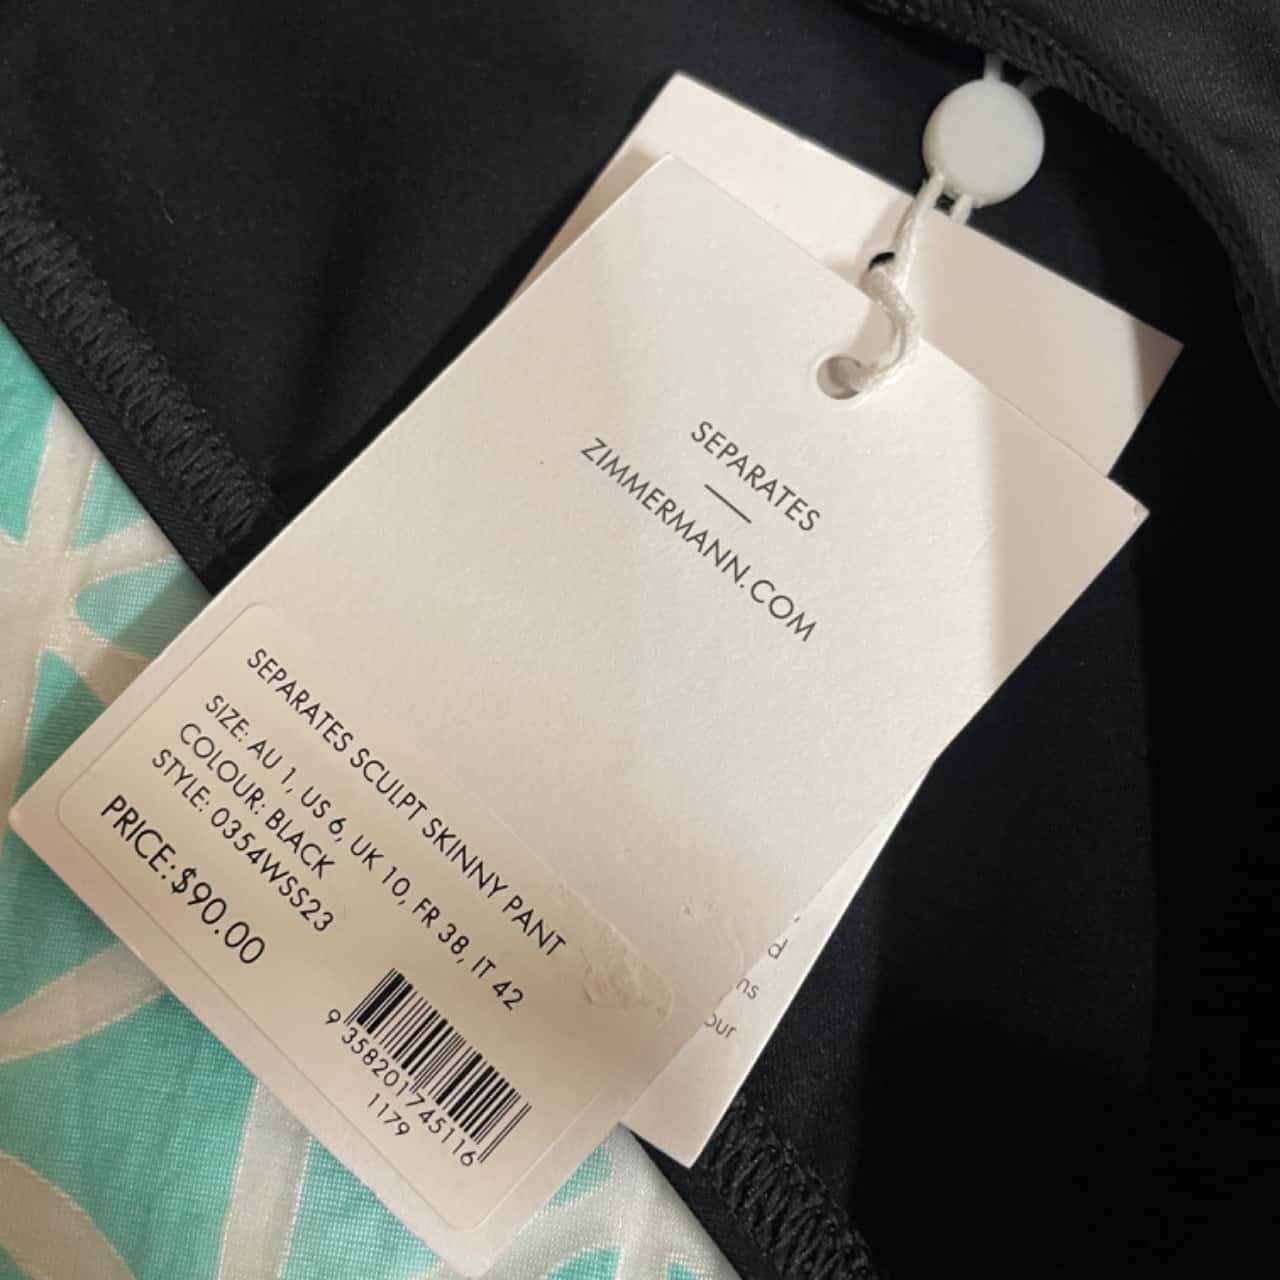 SEPARATES
ZIMMERMANN.COM
SEPARATES SCULPT SKINNY PANT
SIZE: AU 1, US 6, UK 10, FR 38, IT 42
COLOUR: BLACK
STYLE: 0354WSS23
PRICE: $90.00
9 358201 745116
1179